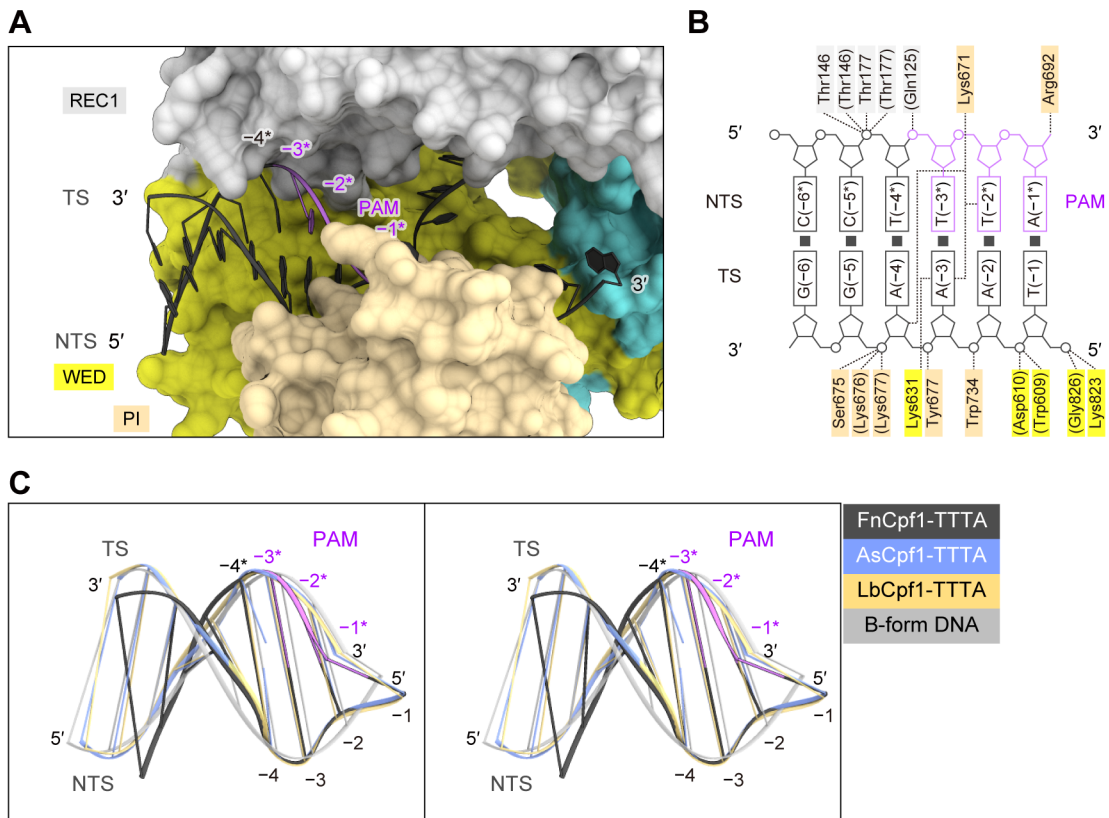 A
REC1
−4*
−3*
−2*
PAM
−1*
TS 3′
3′
NTS 5′
WED
PI
B
Thr146
(Thr146)
Thr177
(Thr177)
(Gln125)
Lys671
Arg692
5′ 3′
NTS C(−6*) C(−5*) T(−4*) T(−3*) T(−2*) A(−1*) PAM
TS G(−6) G(−5) A(−4) A(−3) A(−2) T(−1)
3′ 5′
Ser675
(Lys676)
(Lys677)
Lys631
Tyr677
Trp734
(Asp610)
(Trp609)
(Gly826)
Lys823
C
TS
PAM
3′
−4*
−3*
−2*
−1*
3′
5′
−1
−2
−3
−4
5′
NTS
TS
PAM
3′
−4*
−3*
−2*
−1*
3′
5′
−1
−2
−3
−4
5′
NTS
FnCpf1-TTTA
AsCpf1-TTTA
LbCpf1-TTTA
B-form DNA